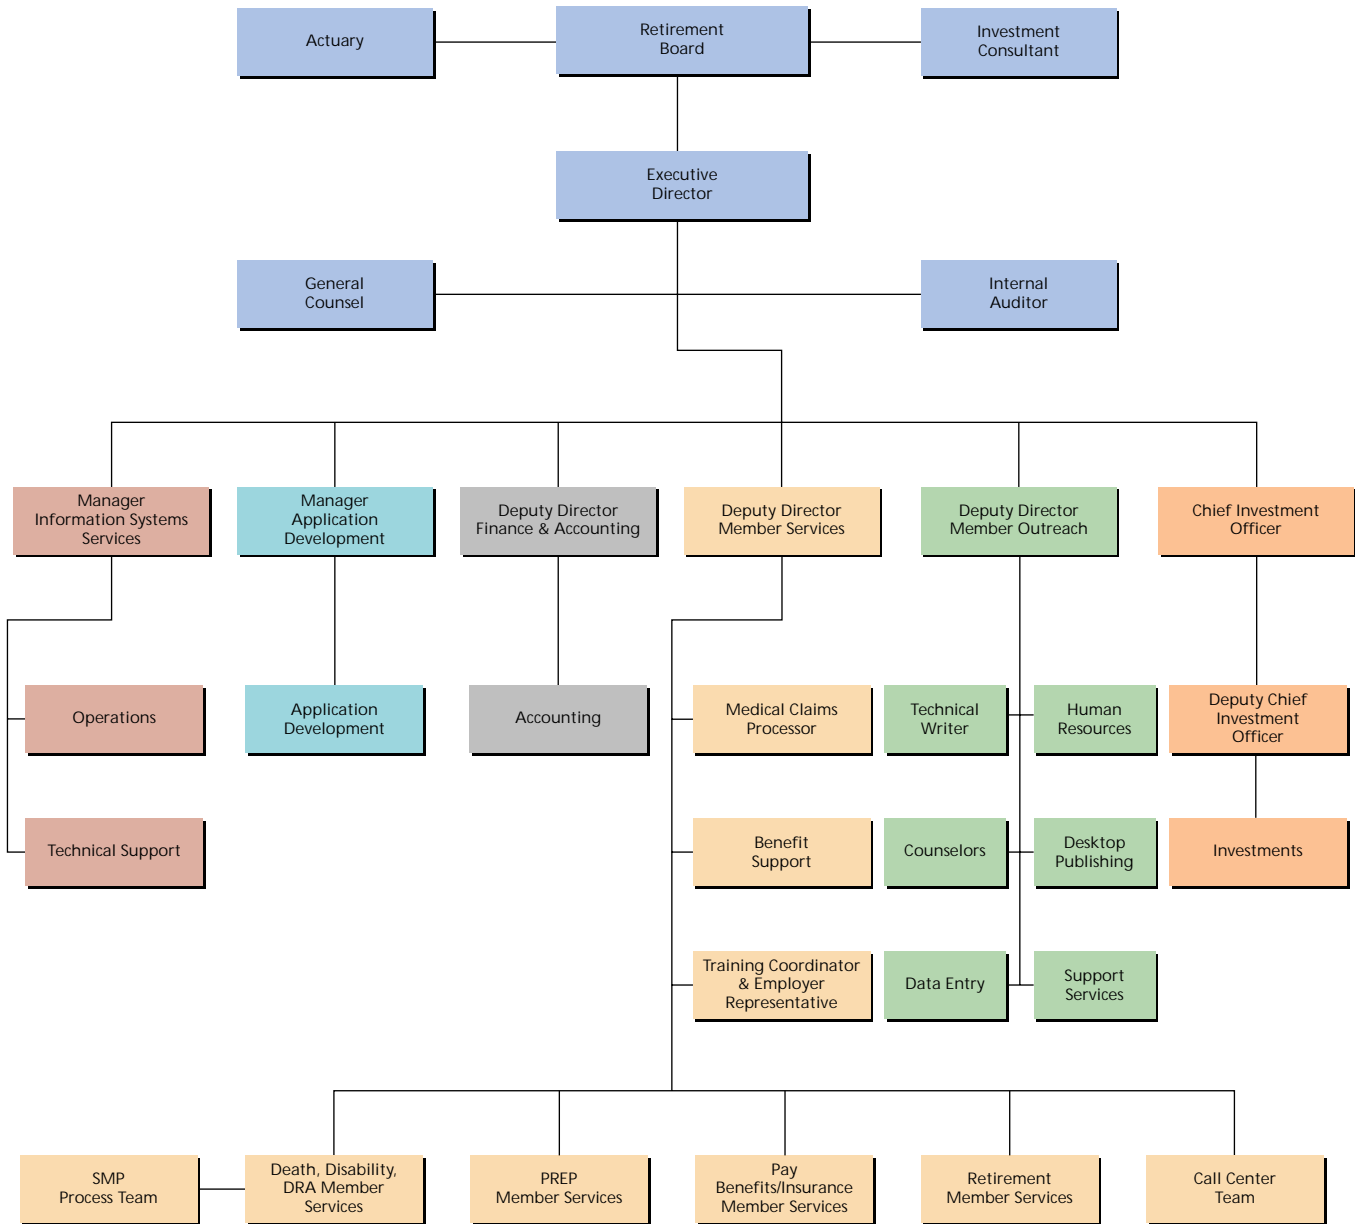 Actuary
Retirement
Board
Investment
Consultant
Executive
Director
General
Counsel
Internal
Auditor
Manager
Information Systems
Services
Manager
Application
Development
Deputy Director
Finance & Accounting
Deputy Director
Member Services
Deputy Director
Member Outreach
Chief Investment
Officer
Operations
Application
Development
Accounting
Medical Claims
Processor
Technical
Writer
Human
Resources
Deputy Chief
Investment
Officer
Technical Support
Benefit
Support
Counselors
Desktop
Publishing
Investments
Training Coordinator
& Employer
Representative
Data Entry
Support
Services
SMP
Process Team
Death, Disability,
DRA Member
Services
PREP
Member Services
Pay
Benefits/Insurance
Member Services
Retirement
Member Services
Call Center
Team